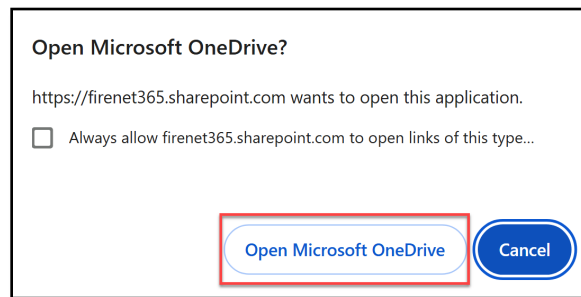 Open Microsoft OneDrive?
https://firenet365.sharepoint.com wants to open this application.
Always allow firenet365.sharepoint.com to open links of this type...
Open Microsoft OneDrive
Cancel